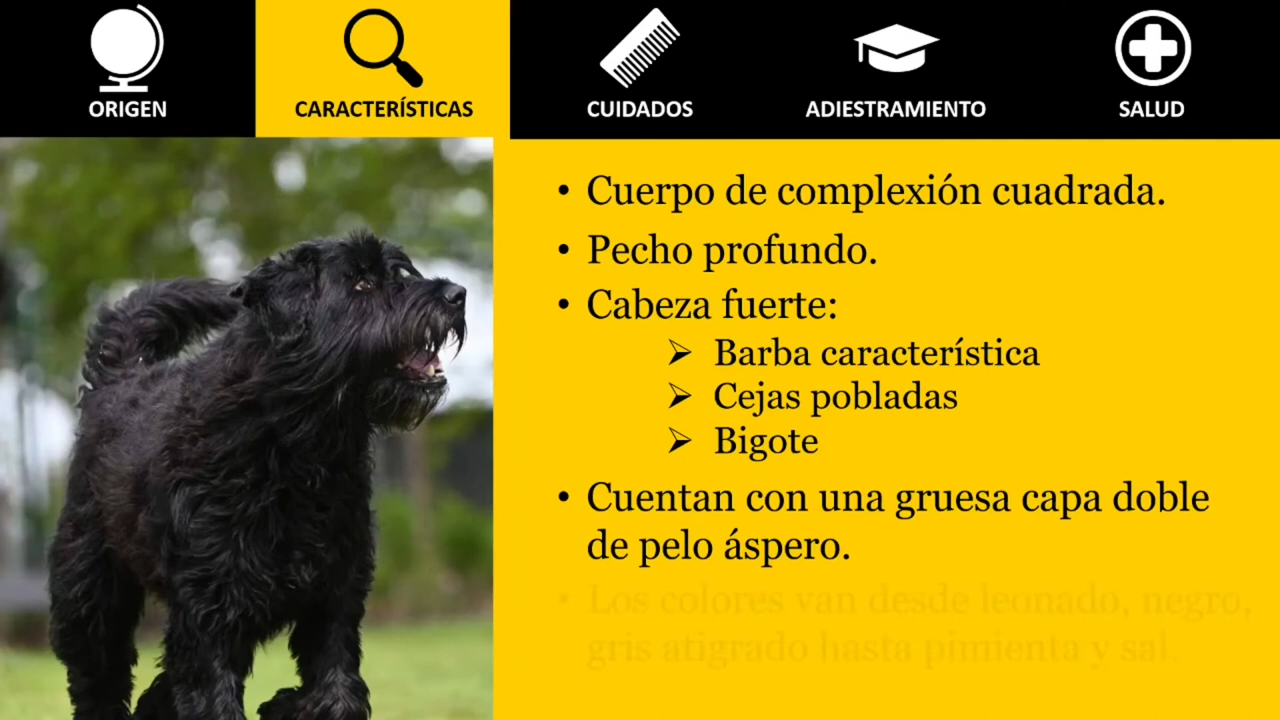 ORIGEN
CARACTERÍSTICAS
CUIDADOS
ADIESTRAMIENTO
SALUD
• Cuerpo de complexión cuadrada.
• Pecho profundo.
• Cabeza fuerte:
➢ Barba característica
➢ Cejas pobladas
➢ Bigote
• Cuentan con una gruesa capa doble
de pelo áspero.
• Los colores van desde leonado, negro,
gris atigrado hasta pimienta y sal.